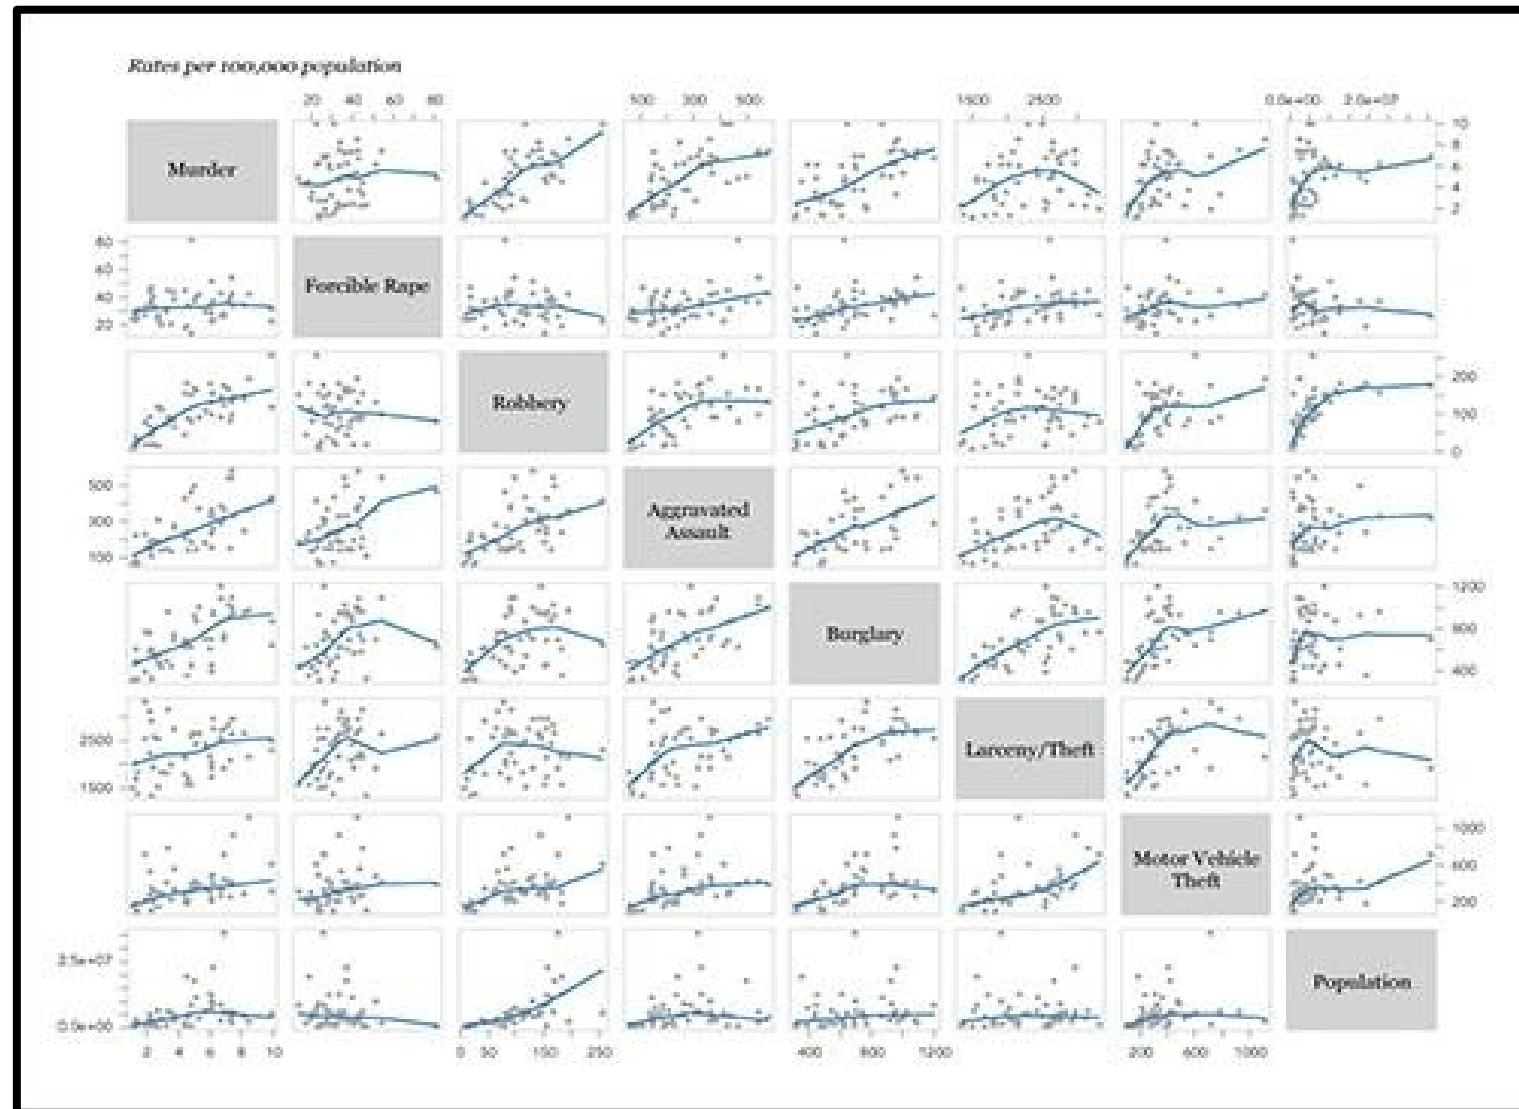 Rates per 100,000 population
20 40 60 80
100 300 500
1500 2500
0.0e+00 2.0e+07
Murder
10
8
6
4
2
80
60
40
20
Forcible Rape
Robbery
200
100
0
500
300
100
Aggravated
Assault
Burglary
1200
800
400
2500
1500
Larceny/Theft
Motor Vehicle
Theft
1000
600
200
2.5e+07
0.0e+00
Population
2 4 6 8 10
0 50 150 250
400 800 1200
200 600 1000